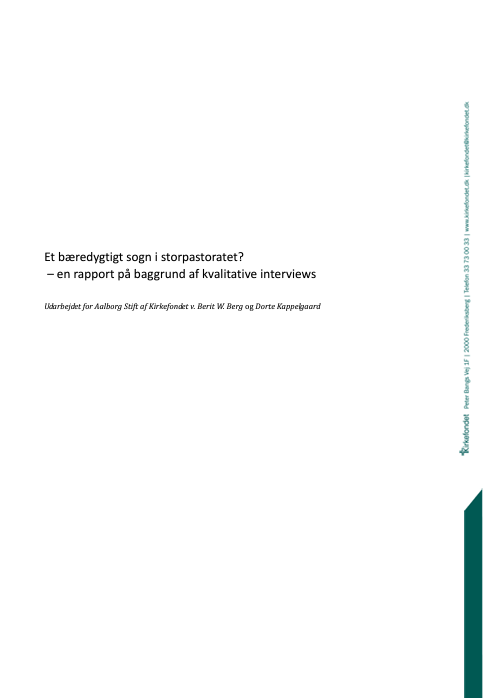 Et bæredygtigt sogn i storpastoratet?
– en rapport på baggrund af kvalitative interviews
Udarbejdet for Aalborg Stift af Kirkefondet v. Berit W. Berg og Dorte Kappelgaard
Kirkefondet Peter Bangs Vej 1F | 2000 Frederiksberg | Telefon 33 73 00 33 | www.kirkefondet.dk | kirkefondet@kirkefondet.dk